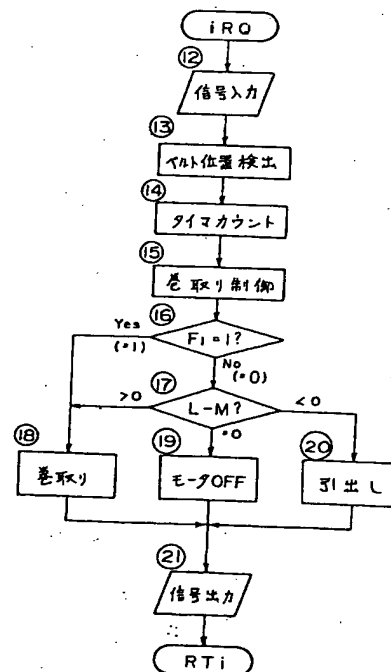 iRQ
⑫
信号入力
⑬
ベルト位置検出
⑭
タイマカウント
⑮
巻取り制御
⑯
Yes
(=1)
F1=1?
No
(=0)
⑰
>0
L-M?
<0
=0
⑱
巻取り
⑲
モータOFF
⑳
引出し
㉑
信号出力
RTi